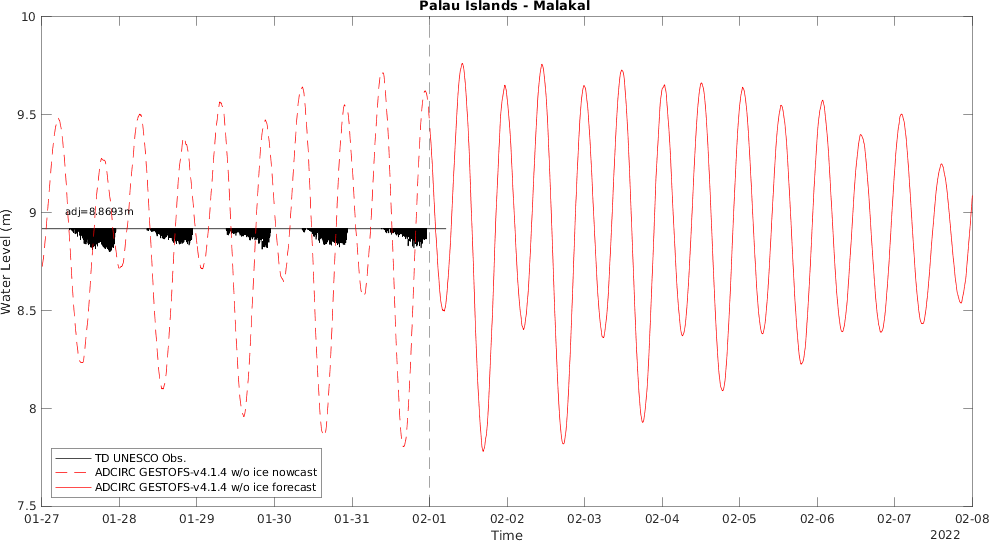 Palau Islands - Malakal
10
9.5
9
8.5
8
7.5
Water Level (m)
adj=8.8693m
TD UNESCO Obs.
ADCIRC GESTOFS-v4.1.4 w/o ice nowcast
ADCIRC GESTOFS-v4.1.4 w/o ice forecast
01-27 01-28 01-29 01-30 01-31 02-01 02-02 02-03 02-04 02-05 02-06 02-07 02-08
Time
2022